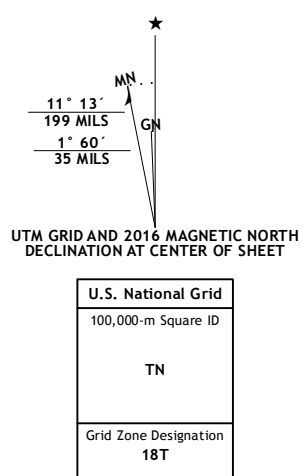 MN
11° 13´
199 MILS
GN
1° 60´
35 MILS
UTM GRID AND 2016 MAGNETIC NORTH
DECLINATION AT CENTER OF SHEET
U.S. National Grid
100,000-m Square ID
TN
Grid Zone Designation
18T